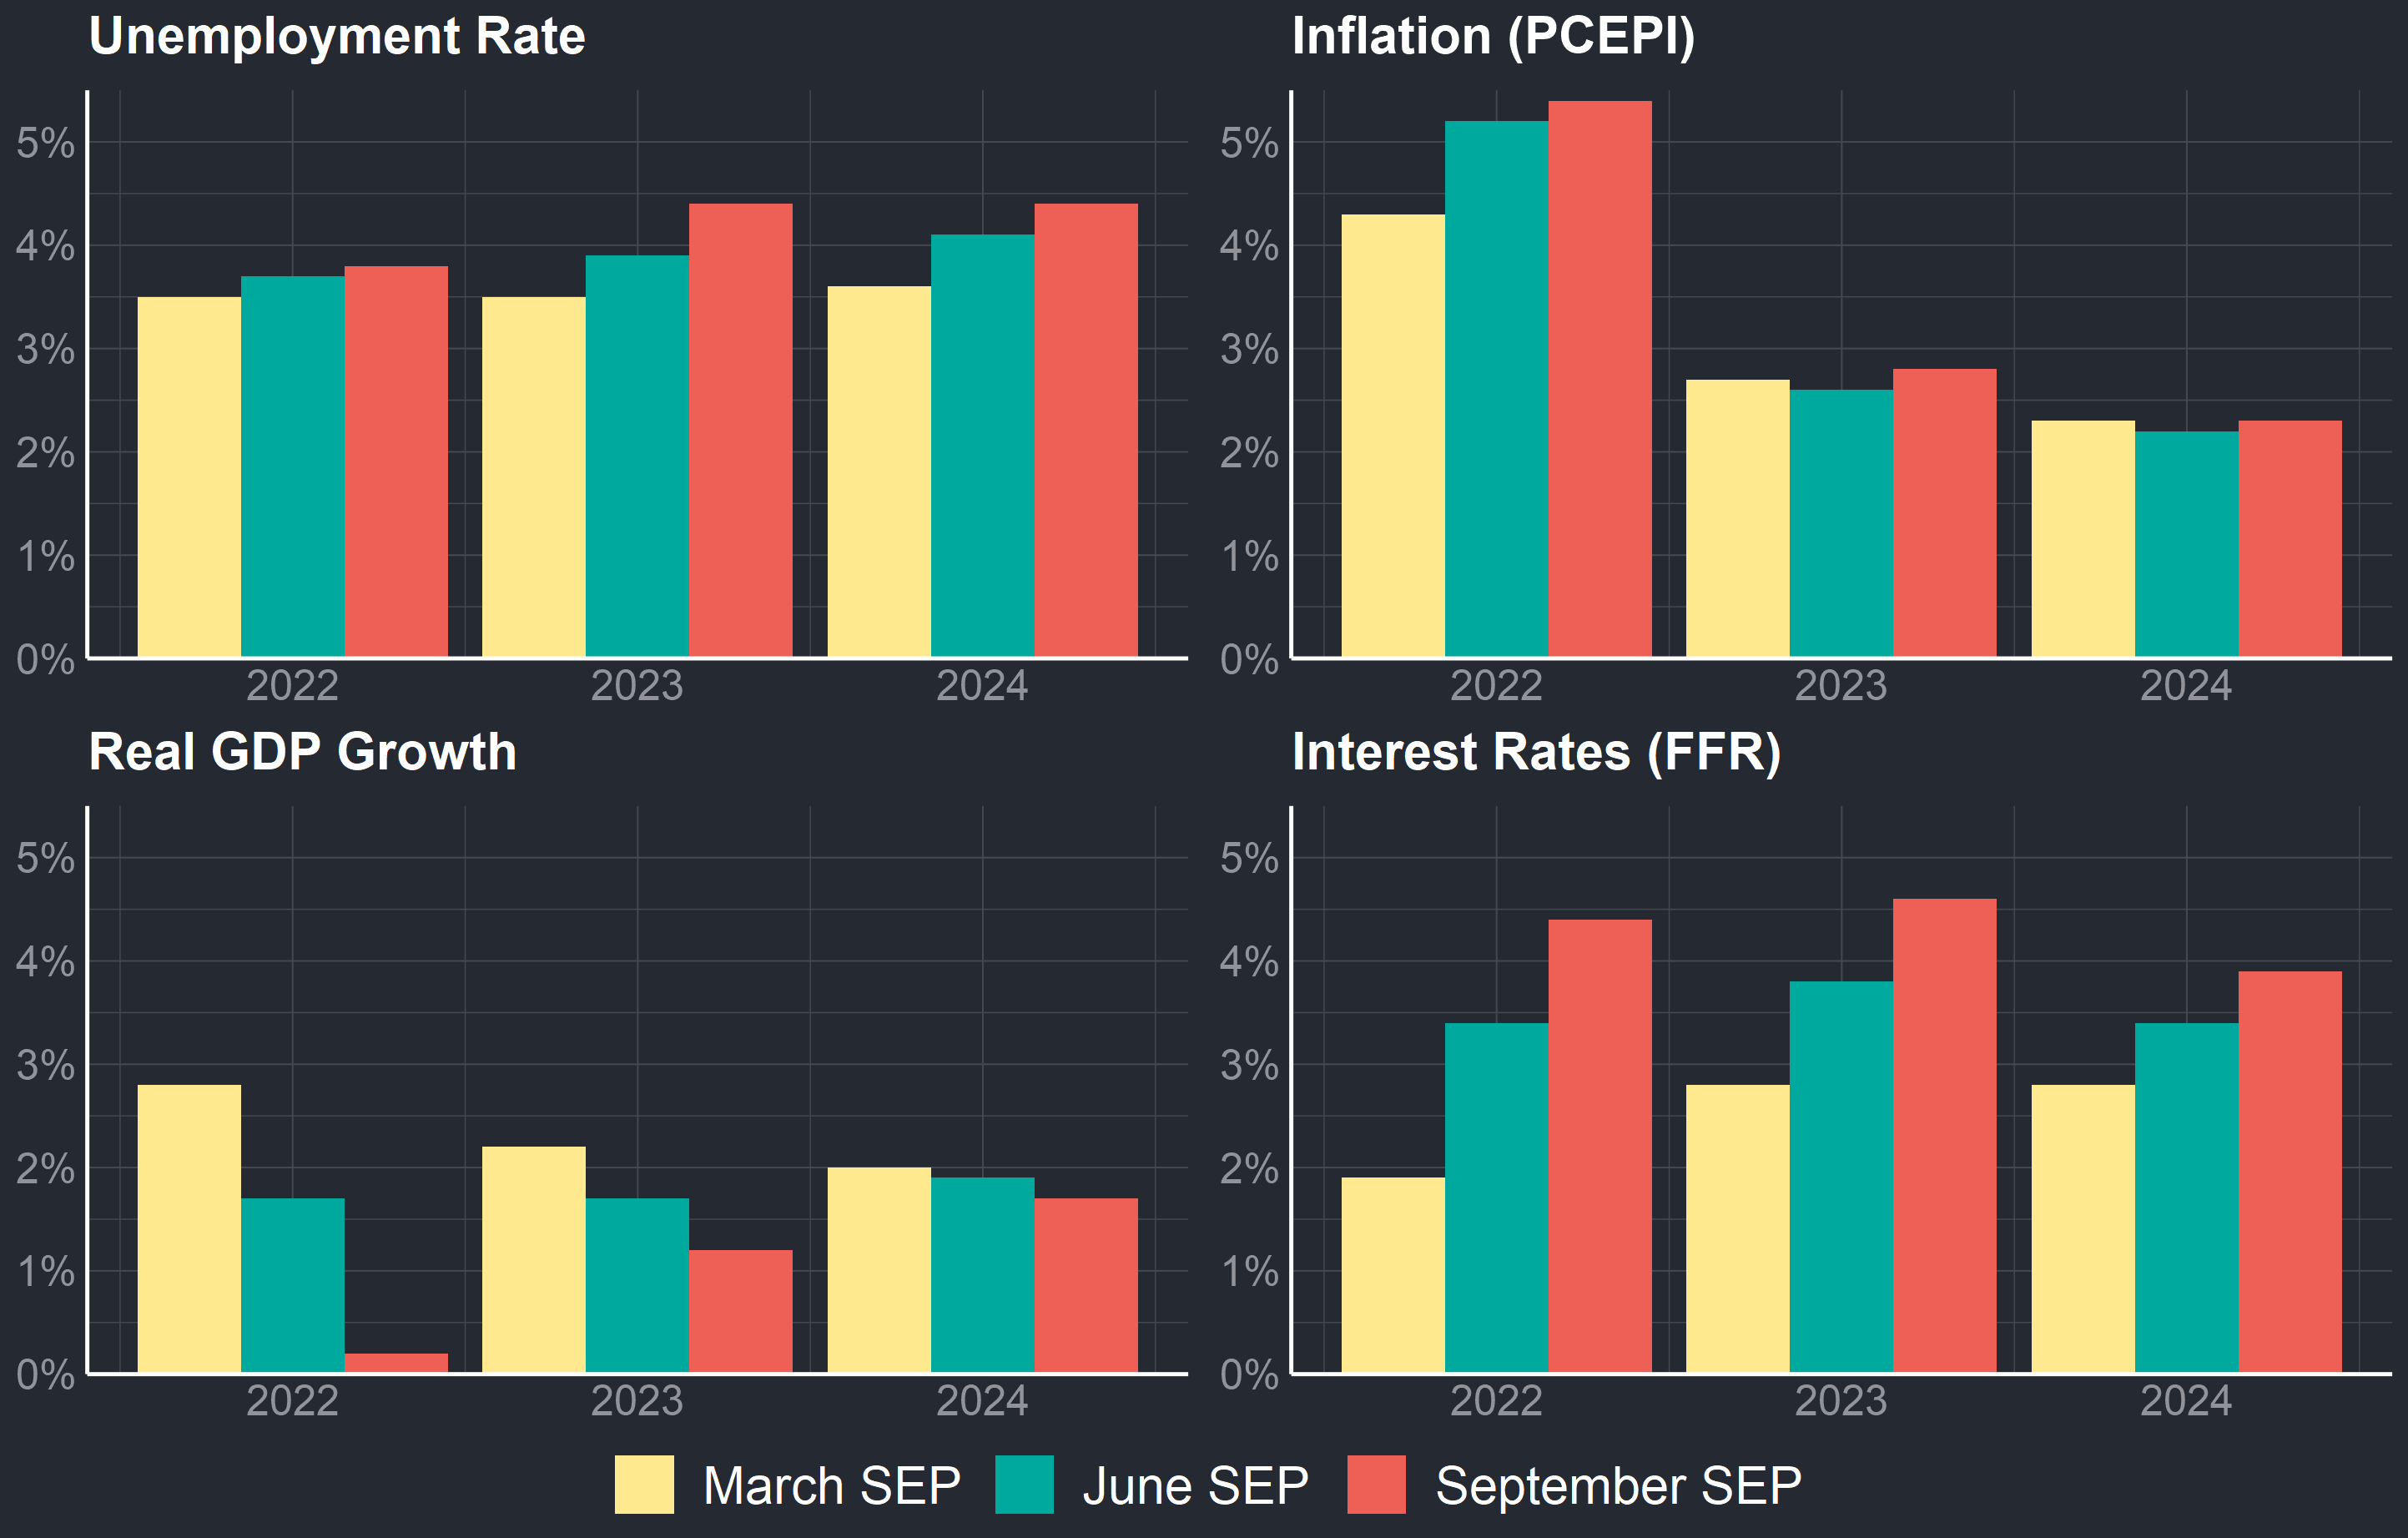 Unemployment Rate
5%
4%
3%
2%
1%
0%
2022 2023 2024
Inflation (PCEPI)
5%
4%
3%
2%
1%
0%
2022 2023 2024
Real GDP Growth
5%
4%
3%
2%
1%
0%
2022 2023 2024
Interest Rates (FFR)
5%
4%
3%
2%
1%
0%
2022 2023 2024
March SEP June SEP September SEP